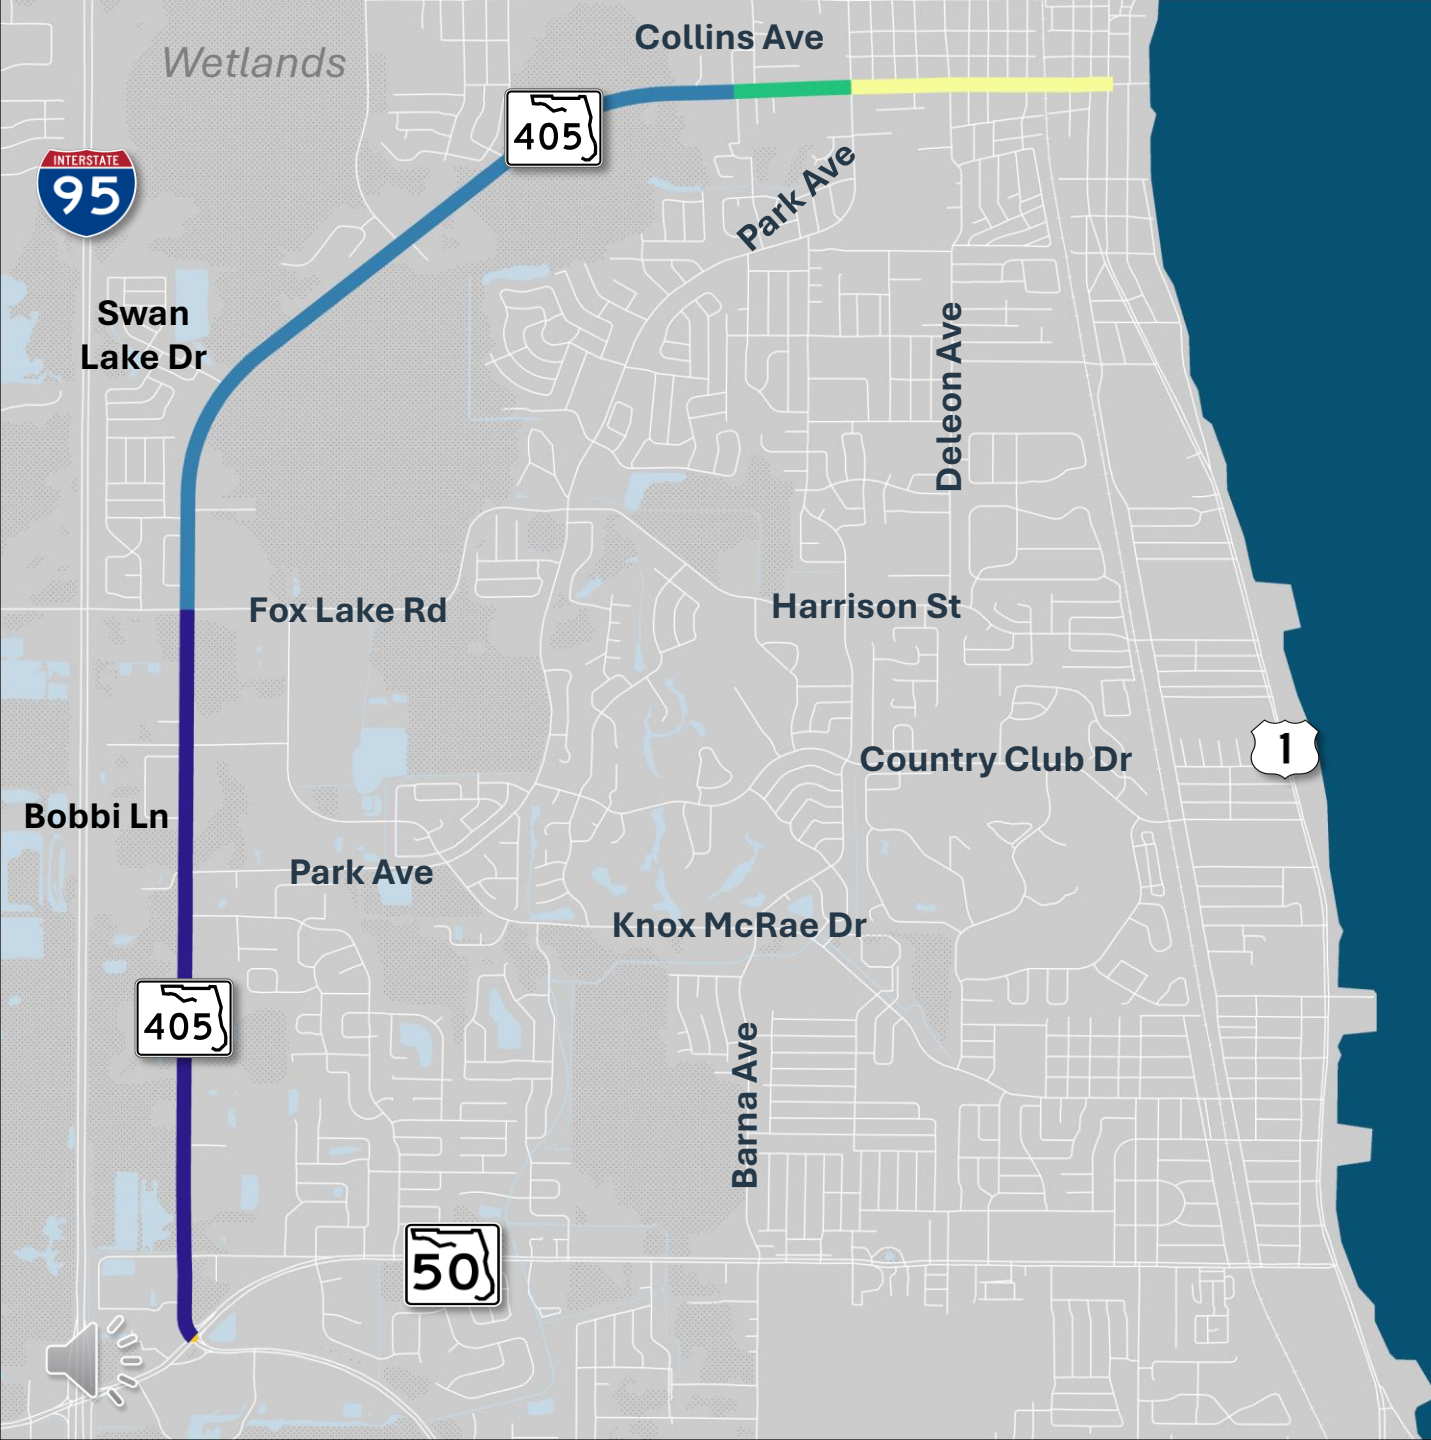 Collins Ave
Wetlands
405
INTERSTATE
95
Park Ave
Swan
Lake Dr
Deleon Ave
Fox Lake Rd
Harrison St
1
Country Club Dr
Bobbi Ln
Park Ave
Knox McRae Dr
405
Barna Ave
50